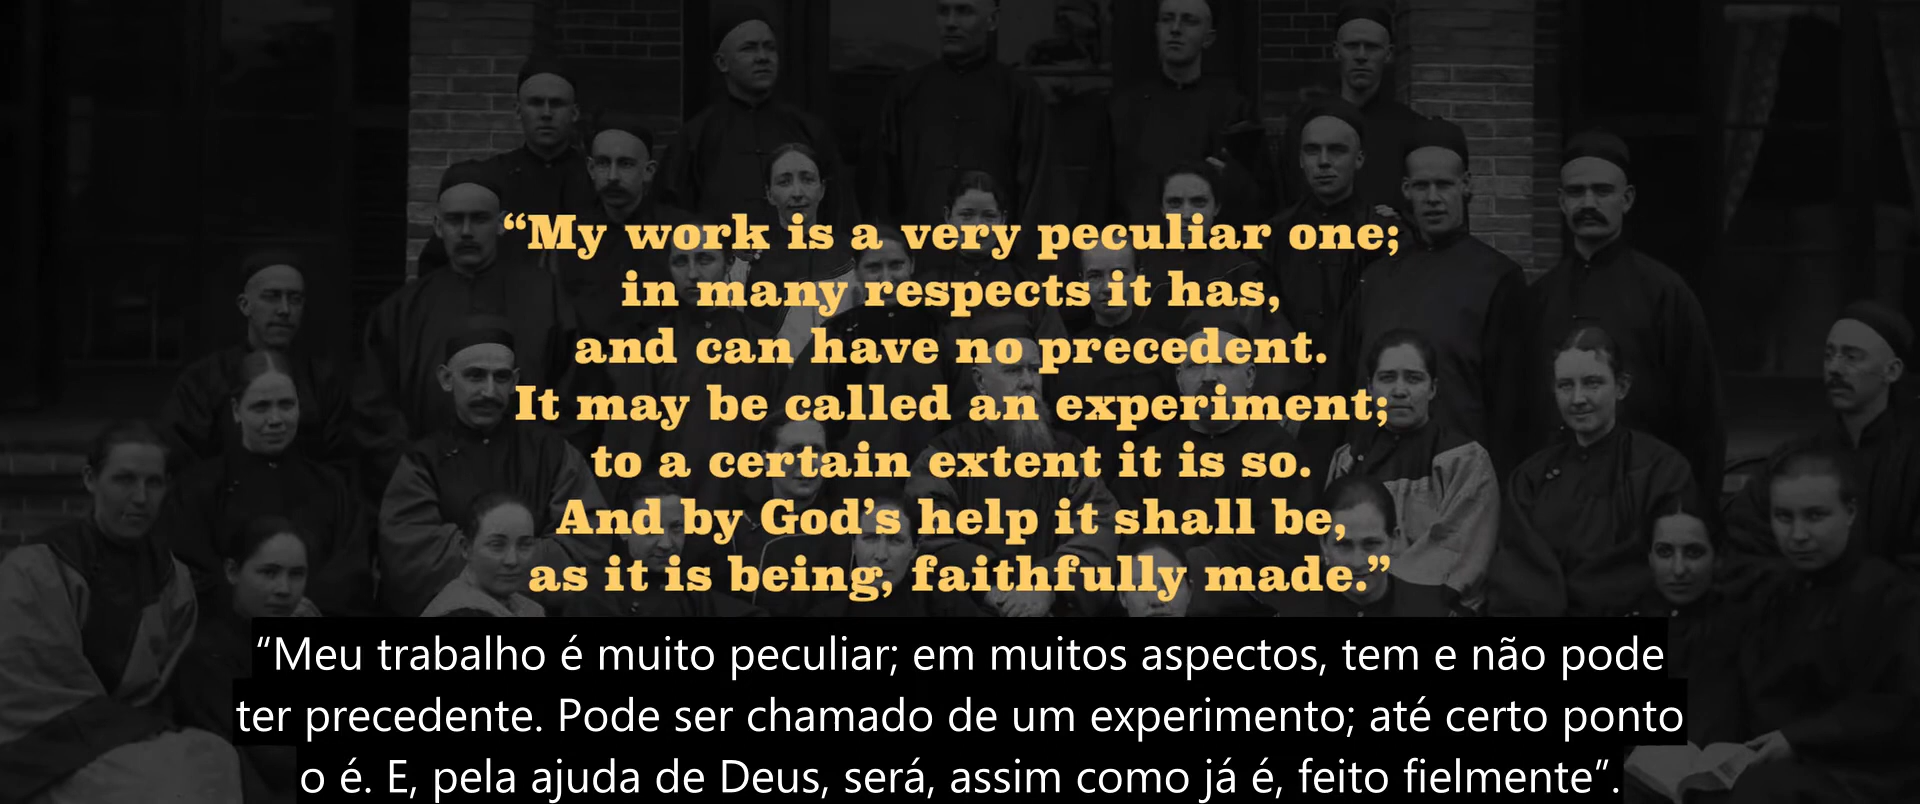 “My work is a very peculiar one;
in many respects it has,
and can have no precedent.
It may be called an experiment;
to a certain extent it is so.
And by God’s help it shall be,
as it is being, faithfully made.”
“Meu trabalho é muito peculiar; em muitos aspectos, tem e não pode
ter precedente. Pode ser chamado de um experimento; até certo ponto
o é. E, pela ajuda de Deus, será, assim como já é, feito fielmente”.